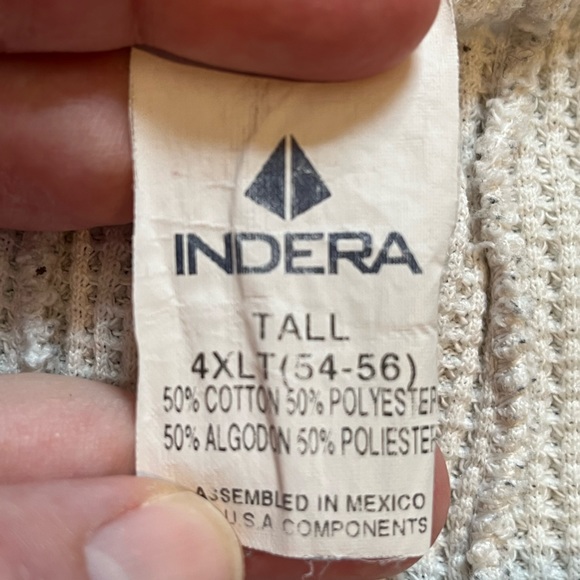 INDERA
TALL
4XLT (54-56)
50% COTTON 50% POLYESTER
50% ALGODON 50% POLIESTER
ASSEMBLED IN MEXICO
U.S.A COMPONENTS